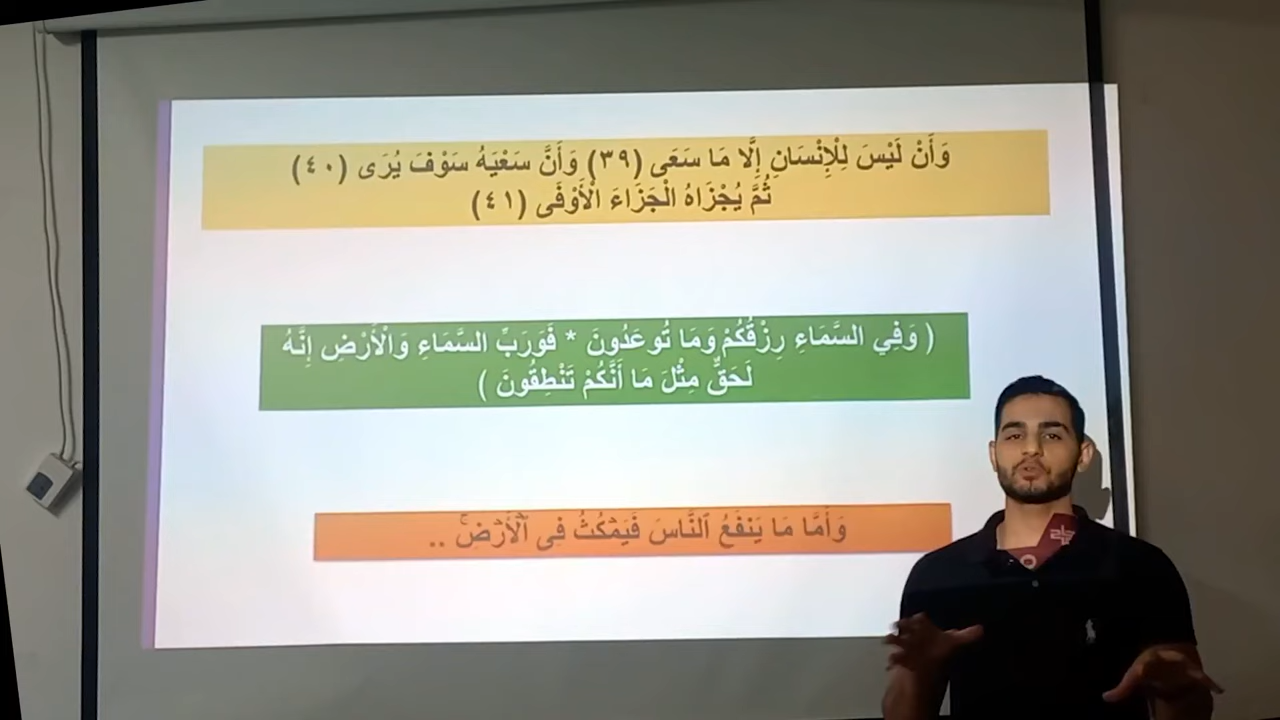 وَأَنْ لَيْسَ لِلْإِنْسَانِ إِلَّا مَا سَعَى (٣٩) وَأَنَّ سَعْيَهُ سَوْفَ يُرَى (٤٠)
ثُمَّ يُجْزَاهُ الْجَزَاءَ الْأَوْفَى (٤١)
( وَفِي السَّمَاءِ رِزْقُكُمْ وَمَا تُوعَدُونَ * فَوَرَبِّ السَّمَاءِ وَالْأَرْضِ إِنَّهُ
لَحَقٌّ مِثْلَ مَا أَنَّكُمْ تَنْطِقُونَ )
وَأَمَّا مَا يَنفَعُ ٱلنَّاسَ فَيَمْكُثُ فِى ٱلْأَرْضِۚ ..